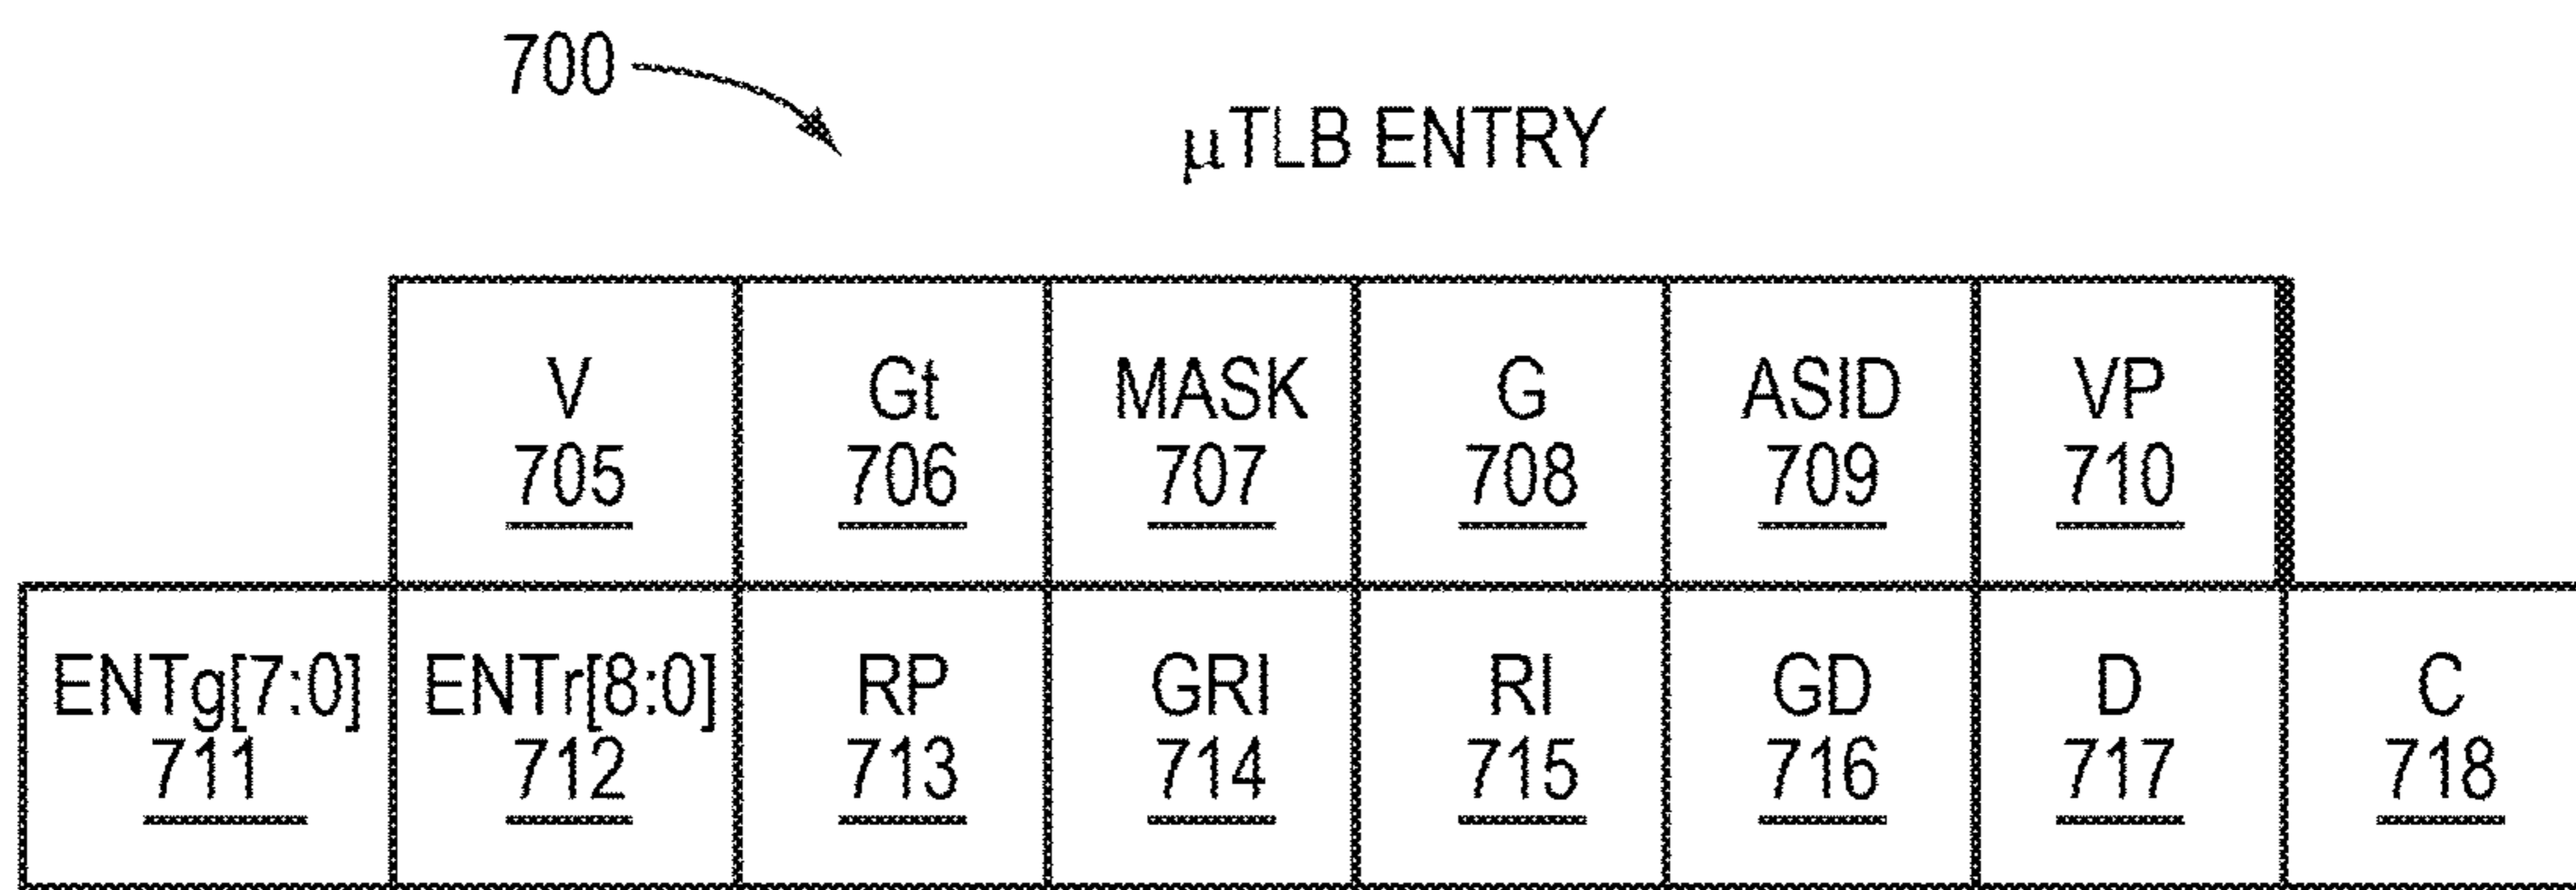 700
μTLB ENTRY
V Gt MASK G ASID VP
705 706 707 708 709 710
ENTg[7:0] ENTr[8:0] RP GRI RI GD D C
711 712 713 714 715 716 717 718